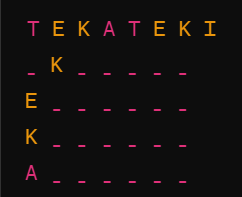 T E K A T E K I
_ K _ _ _ _ _
E _ _ _ _ _ _
K _ _ _ _ _ _
A _ _ _ _ _ _